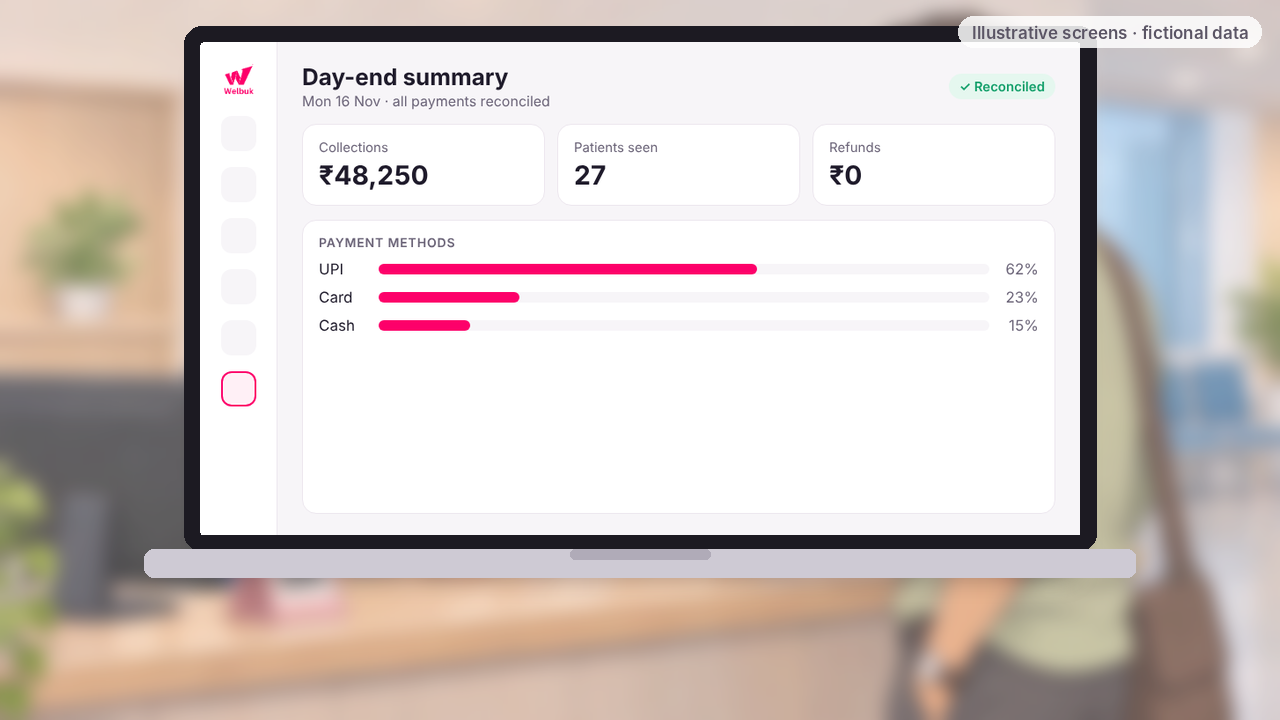 Illustrative screens · fictional data
Welbuk
Day-end summary
Mon 16 Nov · all payments reconciled
✓ Reconciled
Collections
₹48,250
Patients seen
27
Refunds
₹0
PAYMENT METHODS
UPI 62%
Card 23%
Cash 15%